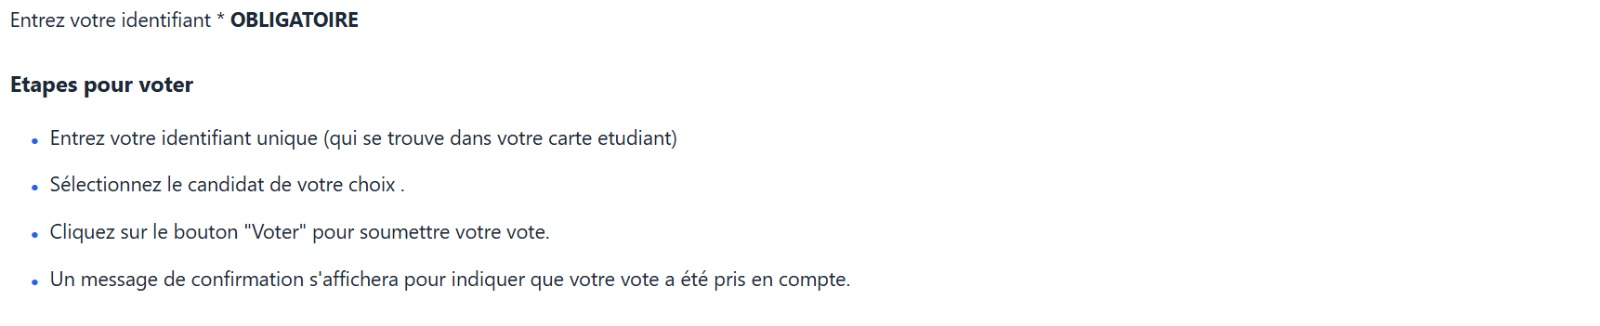 Entrez votre identifiant * OBLIGATOIRE
Etapes pour voter
• Entrez votre identifiant unique (qui se trouve dans votre carte etudiant)
• Sélectionnez le candidat de votre choix .
• Cliquez sur le bouton "Voter" pour soumettre votre vote.
• Un message de confirmation s'affichera pour indiquer que votre vote a été pris en compte.